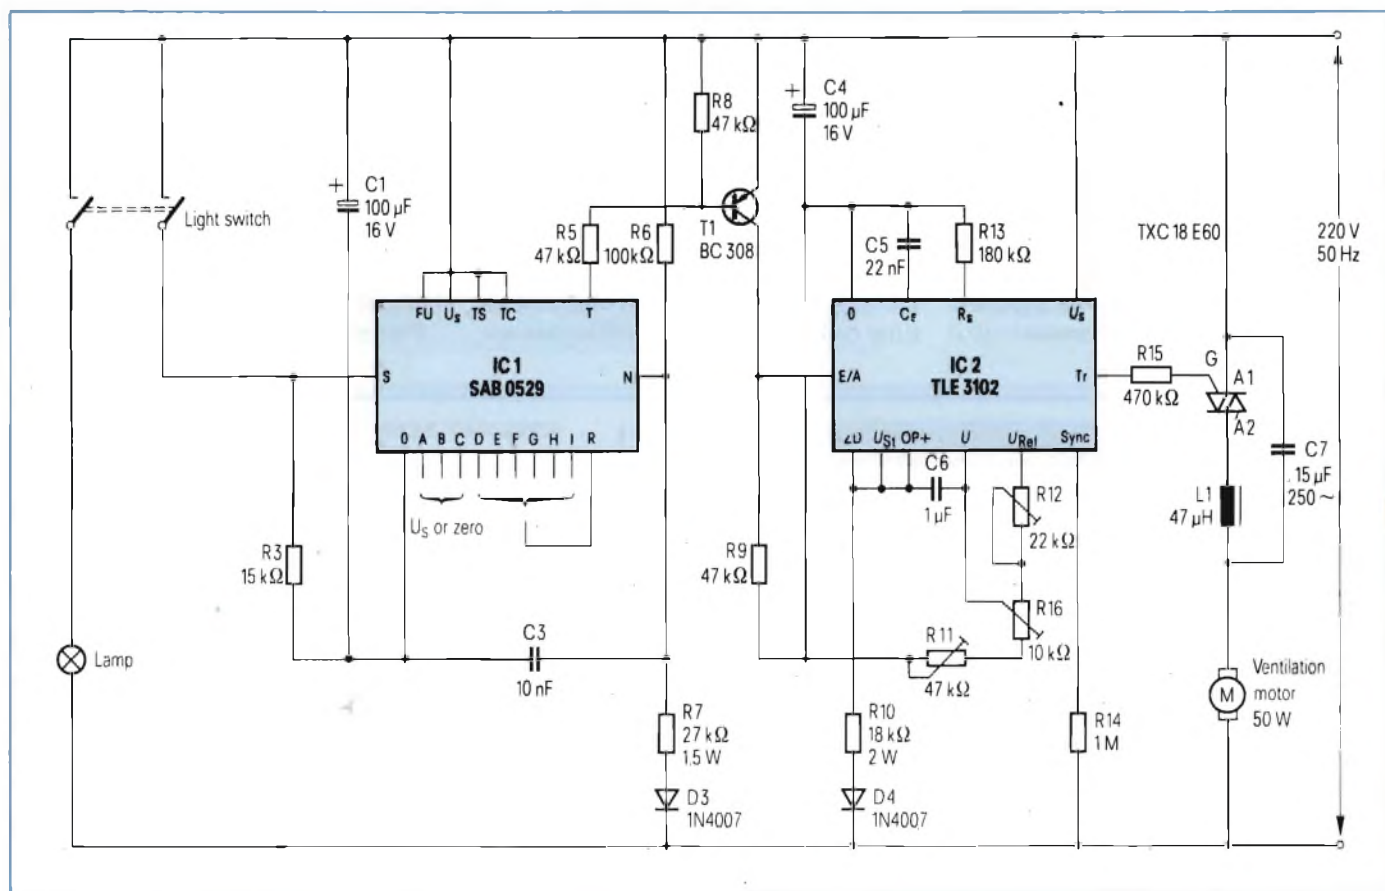 Light switch
+
C1
100 µF
16 V
R5
47 kΩ
R6
100kΩ
R8
47 kΩ
T1
BC 308
+
C4
100 µF
16 V
C5
22 nF
R13
180 kΩ
TXC 18 E60
220 V
50 Hz
FU Us TS TC T
IC 1
SAB 0529
S
N
0 A B C D E F G H I R
US or zero
0 CF Rs Us
IC 2
TLE 3102
E/A
Tr
ZD USt OP+ U URef Sync
R15
470 kΩ
G
A1
A2
C7
.15 µF
250 ~
L1
47 µH
C6
1 µF
R12
22 kΩ
R3
15 kΩ
R9
47 kΩ
R16
10 kΩ
R11
47 kΩ
Lamp
C3
10 nF
Ventilation
motor
50 W
M
R7
27 kΩ
1.5 W
R10
18 kΩ
2 W
R14
1 M
D3
1N4007
D4
1N4007